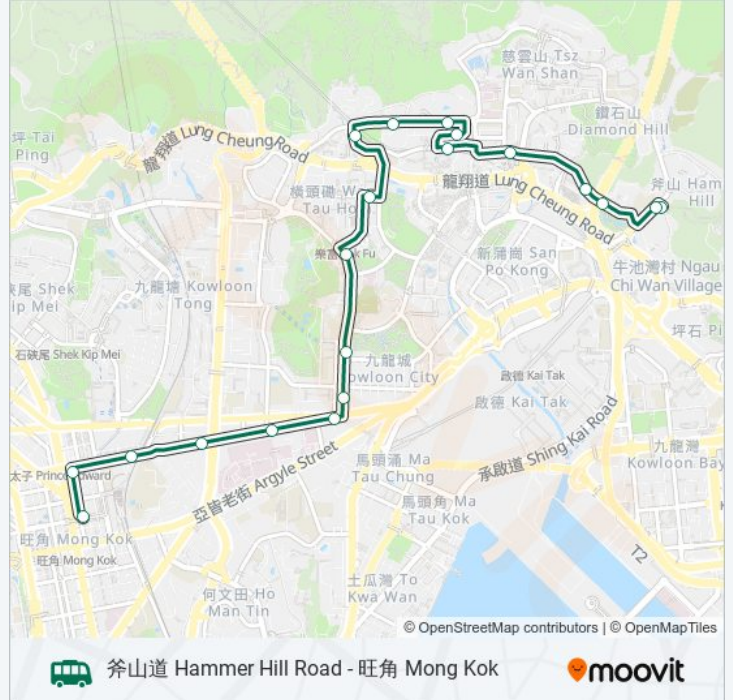 慈雲山 Tsz
Wan Shan
鑽石山
Diamond Hill
坪 Tai
Ping
龍翔道 Lung Cheung Road
橫頭磡 W
Tau Ho
龍翔道 Lung Cheung Road
斧山 Ham
Hill
樂富 k Fu
新蒲崗 San
Po Kong
牛池灣村 Ngau
Chi Wan Village
尾 Shek
ip Mei
九龍塘 Kowloon
Tong
坪石 Pi
石硤尾 Shek Kip Mei
九龍城
owloon City
啟德 Kai Tak
啟德 Kai Tak
承啟道 Shing Kai Road
九龍灣
Kowloon Bay
太子 Prince Edward
亞皆老街 Argyle Street
馬頭涌 Ma
Tau Chung
馬頭角 Ma
Tau Kok
旺角 Mong Kok
旺角 Mong Kok
T2
何文田 Ho
Man Tin
土瓜灣 To
Kwa Wan
© OpenStreetMap contributors | © OpenMapTiles
斧山道 Hammer Hill Road - 旺角 Mong Kok
moovit